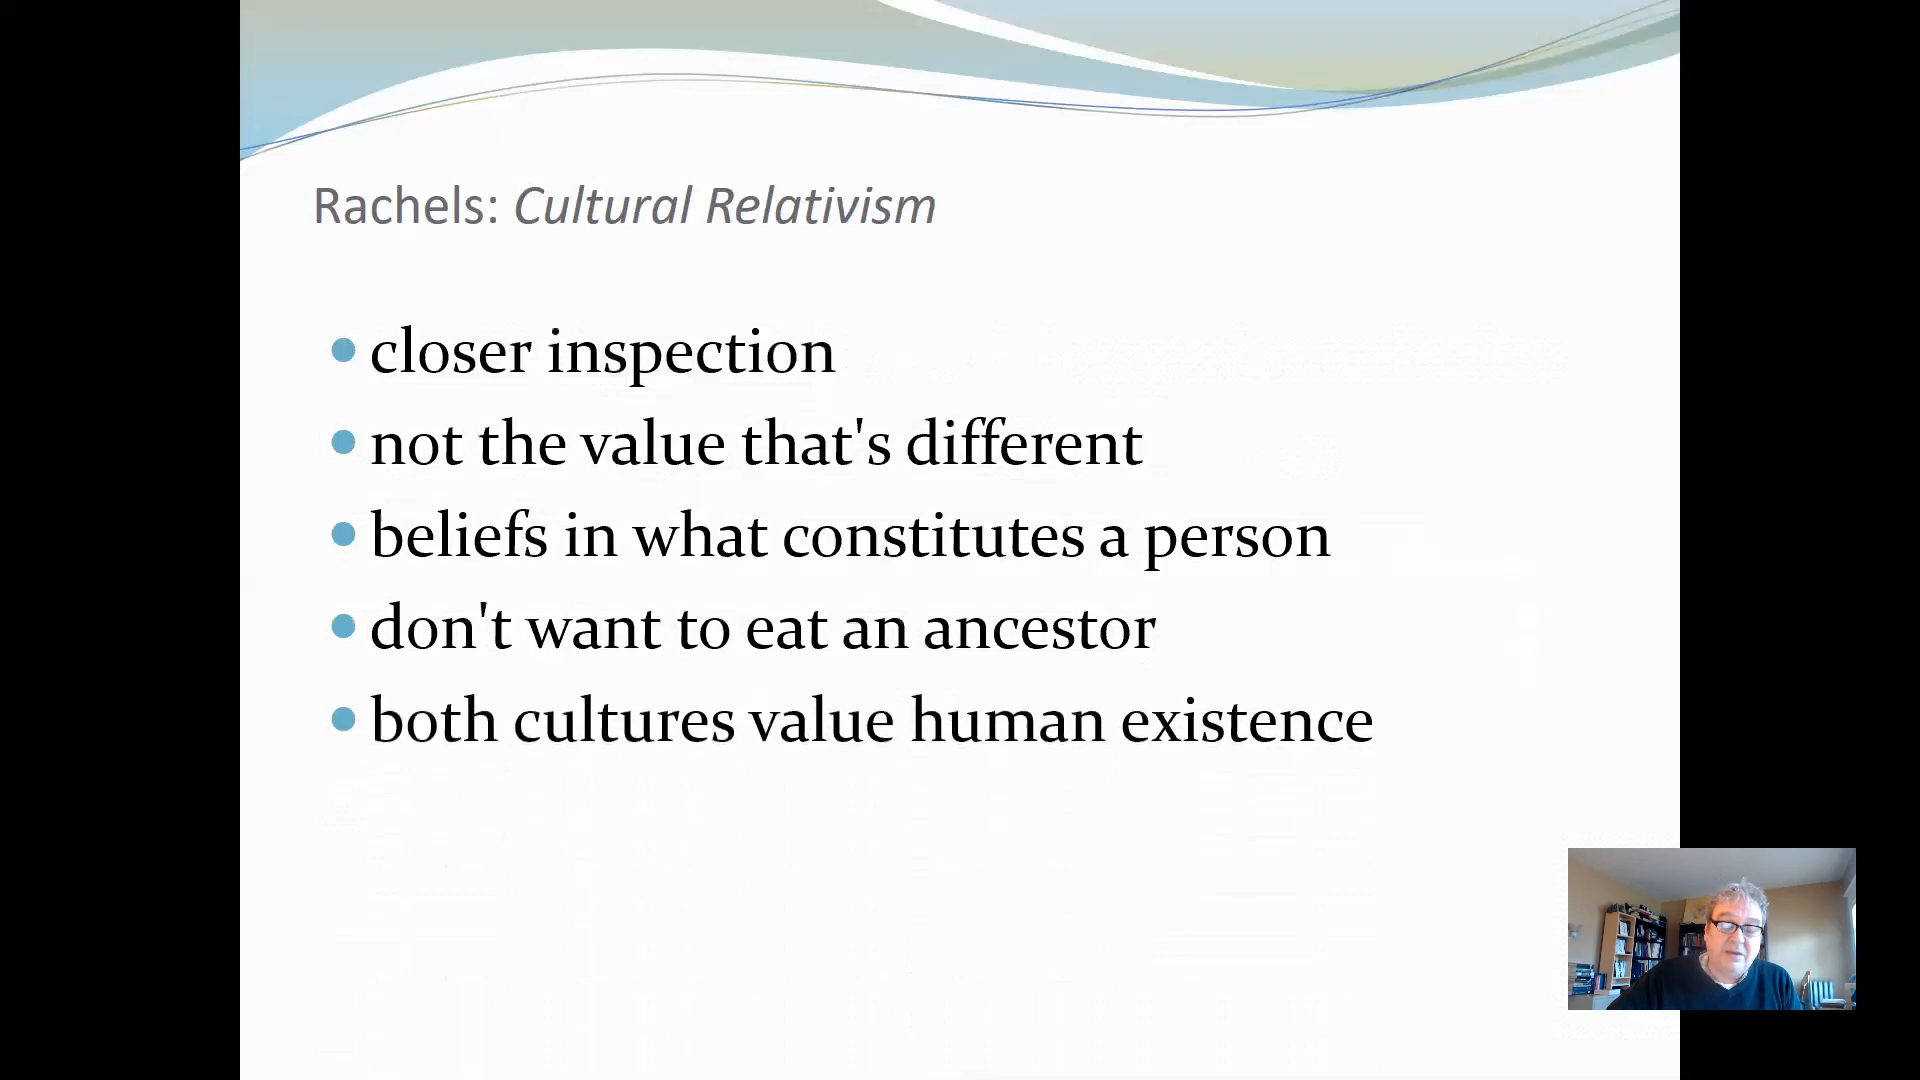 Rachels: Cultural Relativism
closer inspection
not the value that's different
beliefs in what constitutes a person
don't want to eat an ancestor
both cultures value human existence